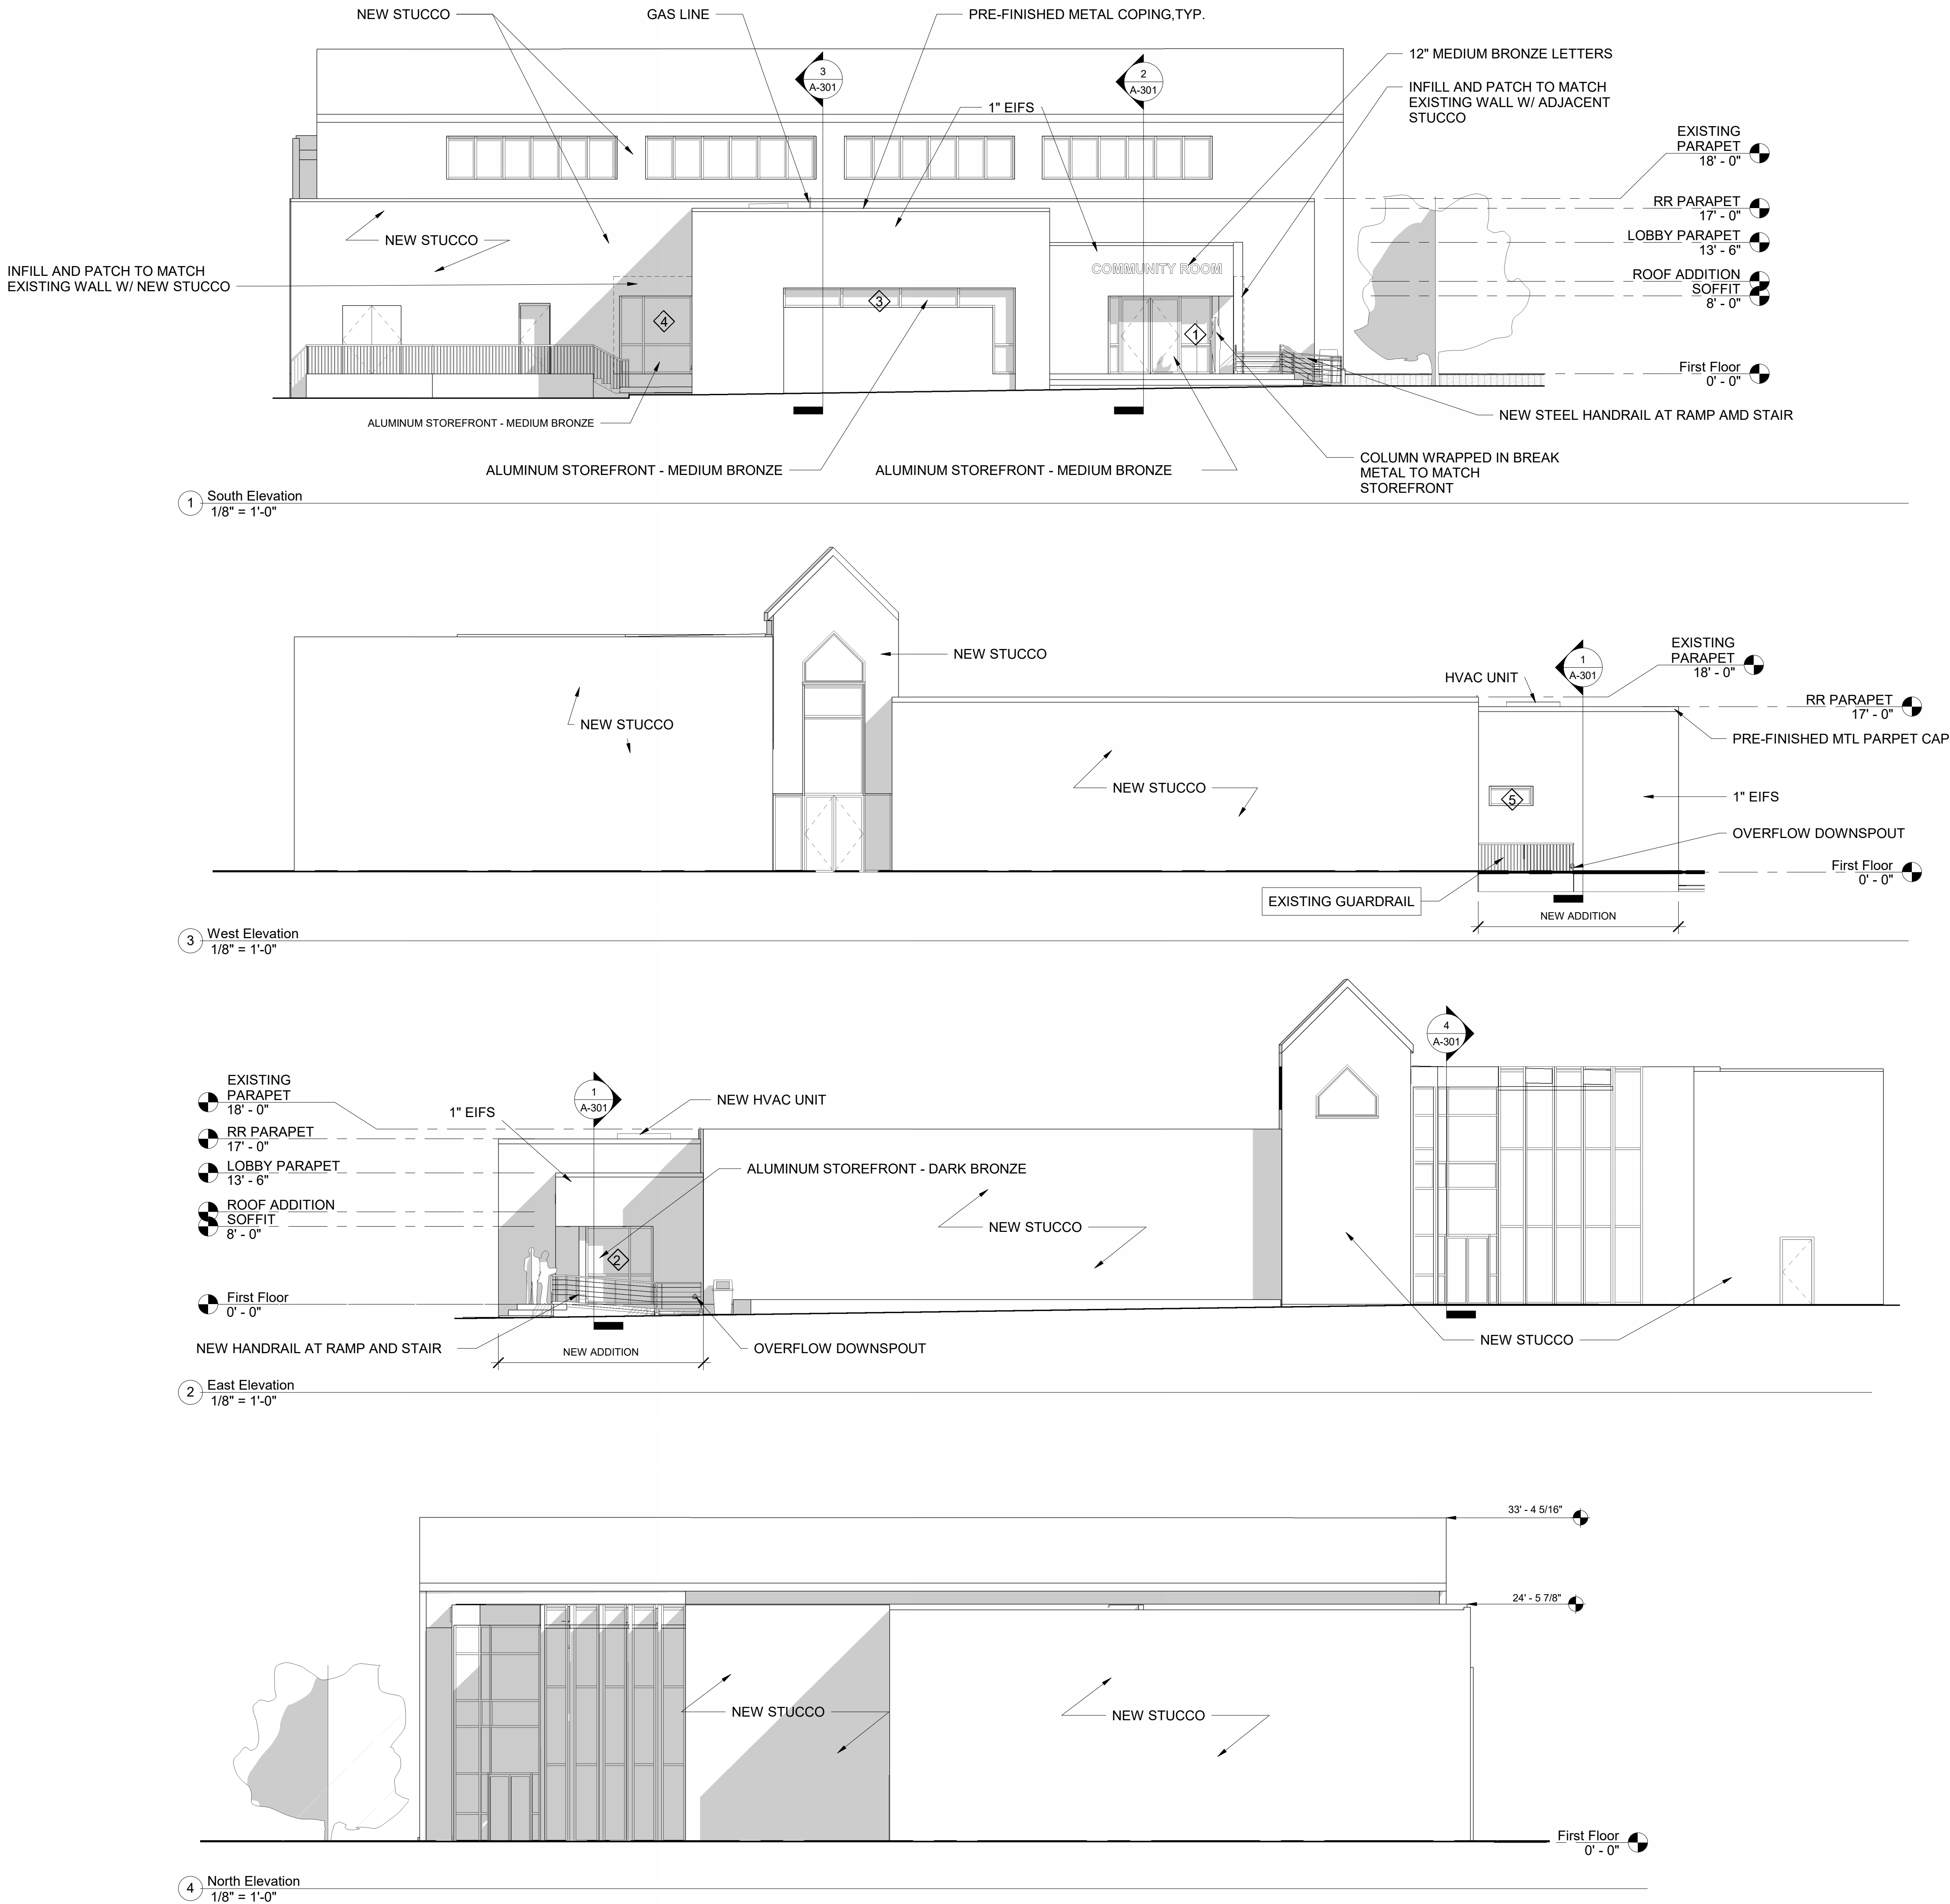 NEW STUCCO
GAS LINE
PRE-FINISHED METAL COPING,TYP.
12" MEDIUM BRONZE LETTERS
INFILL AND PATCH TO MATCH
EXISTING WALL W/ ADJACENT
STUCCO
3
A-301
2
A-301
1" EIFS
EXISTING
PARAPET
18' - 0"
RR PARAPET
17' - 0"
LOBBY PARAPET
13' - 6"
ROOF ADDITION
SOFFIT
8' - 0"
First Floor
0' - 0"
NEW STUCCO
INFILL AND PATCH TO MATCH
EXISTING WALL W/ NEW STUCCO
COMMUNITY ROOM
4
3
1
ALUMINUM STOREFRONT - MEDIUM BRONZE
ALUMINUM STOREFRONT - MEDIUM BRONZE
ALUMINUM STOREFRONT - MEDIUM BRONZE
NEW STEEL HANDRAIL AT RAMP AMD STAIR
COLUMN WRAPPED IN BREAK
METAL TO MATCH
STOREFRONT
1
South Elevation
1/8" = 1'-0"
NEW STUCCO
NEW STUCCO
NEW STUCCO
HVAC UNIT
1
A-301
EXISTING
PARAPET
18' - 0"
RR PARAPET
17' - 0"
PRE-FINISHED MTL PARPET CAP
5
1" EIFS
OVERFLOW DOWNSPOUT
First Floor
0' - 0"
EXISTING GUARDRAIL
NEW ADDITION
3
West Elevation
1/8" = 1'-0"
EXISTING
PARAPET
18' - 0"
RR PARAPET
17' - 0"
LOBBY PARAPET
13' - 6"
ROOF ADDITION
SOFFIT
8' - 0"
First Floor
0' - 0"
1" EIFS
1
A-301
NEW HVAC UNIT
ALUMINUM STOREFRONT - DARK BRONZE
2
NEW STUCCO
4
A-301
NEW HANDRAIL AT RAMP AND STAIR
NEW ADDITION
OVERFLOW DOWNSPOUT
NEW STUCCO
2
East Elevation
1/8" = 1'-0"
33' - 4 5/16"
24' - 5 7/8"
NEW STUCCO
NEW STUCCO
First Floor
0' - 0"
4
North Elevation
1/8" = 1'-0"